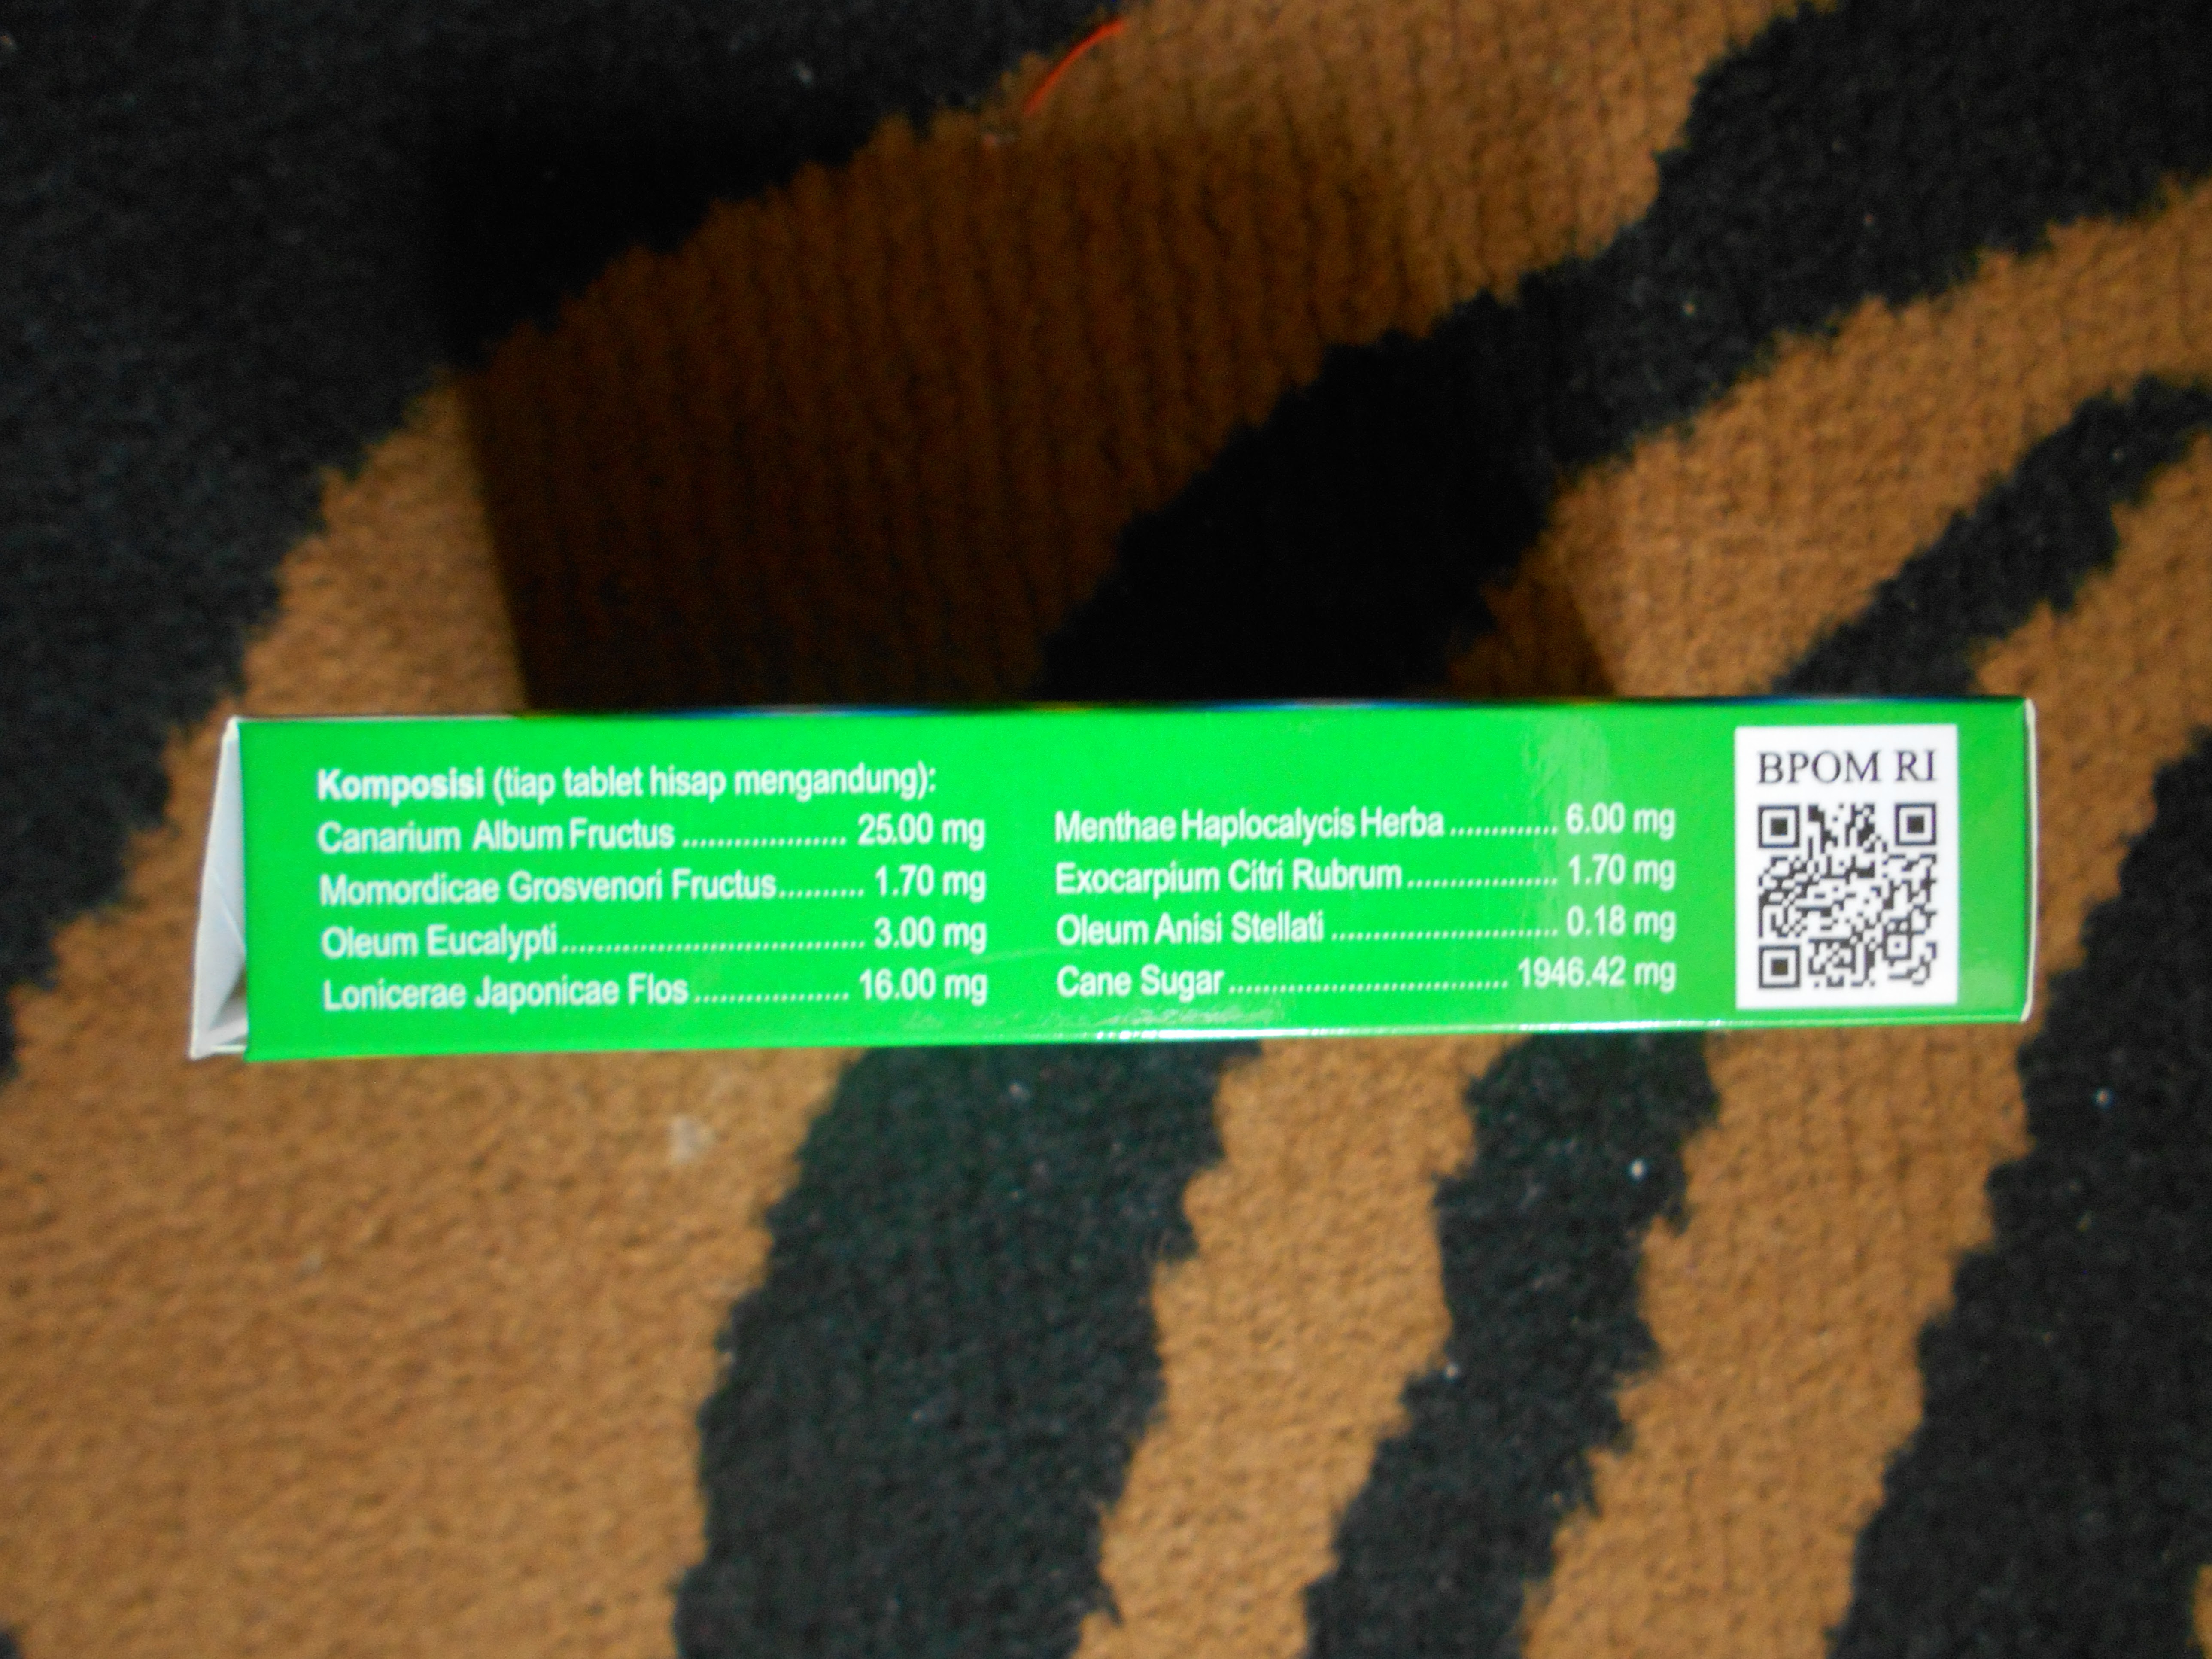 Komposisi (tiap tablet hisap mengandung):
Canarium Album Fructus ................... 25.00 mg
Momordicae Grosvenori Fructus.......... 1.70 mg
Oleum Eucalypti.................................... 3.00 mg
Lonicerae Japonicae Flos .................. 16.00 mg
Menthae Haplocalycis Herba ............. 6.00 mg
Exocarpium Citri Rubrum .................. 1.70 mg
Oleum Anisi Stellati ........................... 0.18 mg
Cane Sugar ................................. 1946.42 mg
BPOM RI